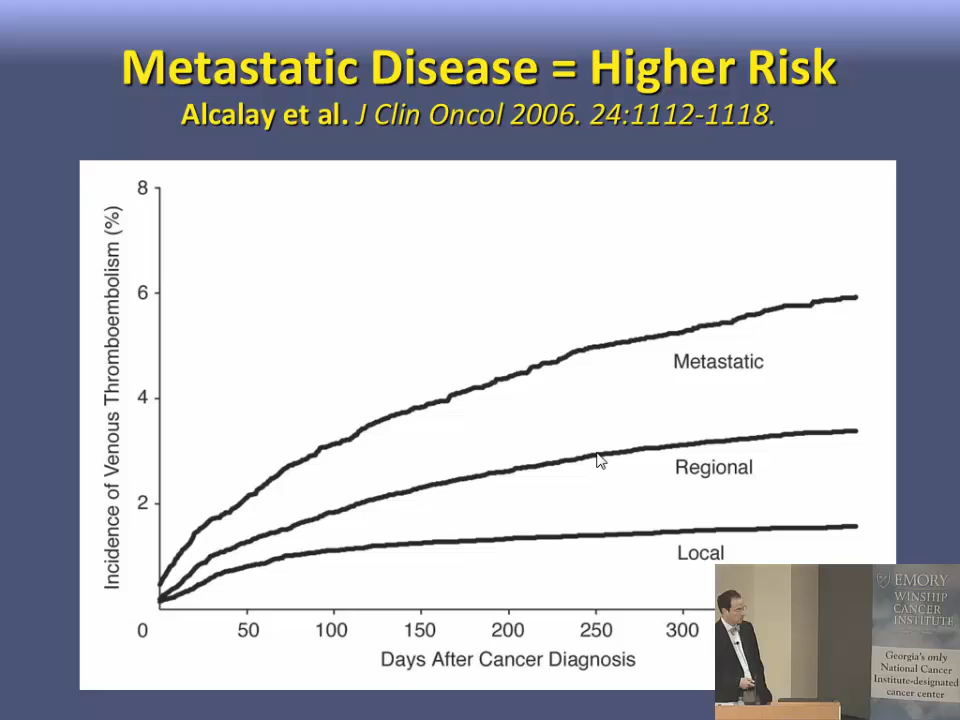 Metastatic Disease = Higher Risk
Alcalay et al. J Clin Oncol 2006. 24:1112-1118.
Incidence of Venous Thromboembolism (%)
8
6
4
2
Metastatic
Regional
Local
0 50 100 150 200 250 300
Days After Cancer Diagnosis
EMORY
WINSHIP
CANCER
INSTITUTE
Georgia's only
National Cancer
Institute-designated
cancer center